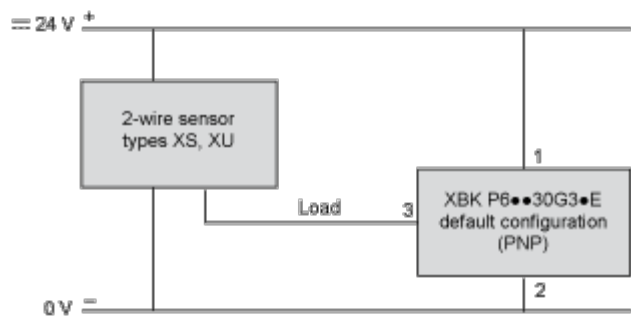 ⎓ 24 V +
2-wire sensor
types XS, XU
1
Load
3
XBK P6●●30G3●E
default configuration
(PNP)
2
0 V –